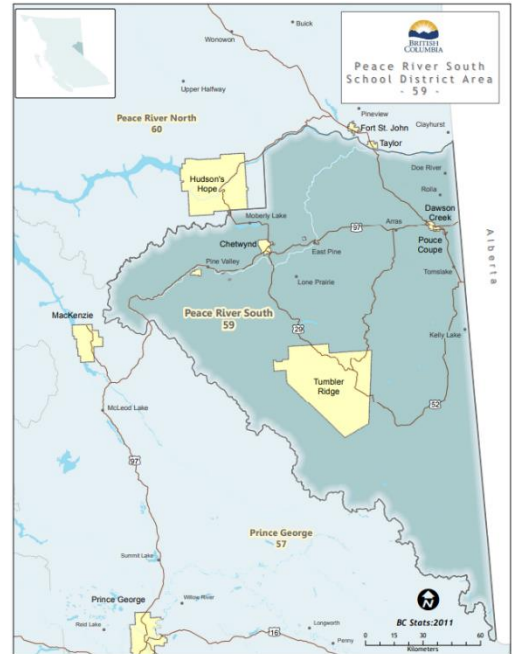 BRITISH
COLUMBIA
Peace River South
School District Area
- 59 -
Buick
Wonowon
Upper Halfway
Pineview
Peace River North
60
Fort St. John
Clayhurst
Taylor
Hudson's
Hope
Doe River
Rolla
Moberly Lake
Dawson
Creek
97
Arras
Chetwynd
East Pine
Pouce
Coupe
Alberta
Pine Valley
Tomslake
Lone Prairie
Peace River South
59
MacKenzie
29
Kelly Lake
Tumbler
Ridge
McLeod Lake
52
97
Prince George
57
Summit Lake
Prince George
Willow River
Reid Lake
Longworth
16
Penny
N
BC Stats:2011
0 15 30 60
Kilometers